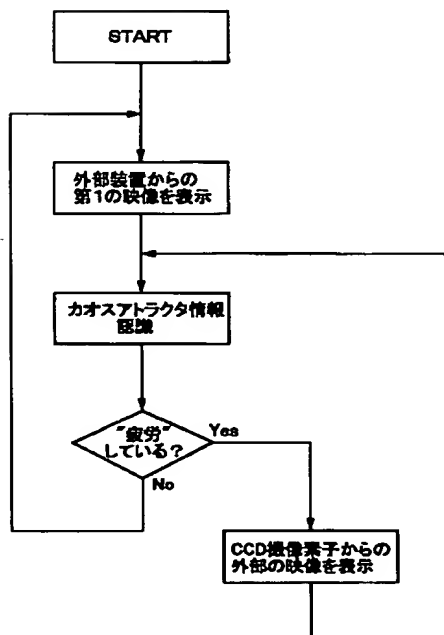 START
外部装置からの
第1の映像を表示
カオスアトラクタ情報
認識
"疲労"
している？
Yes
No
CCD撮像素子からの
外部の映像を表示